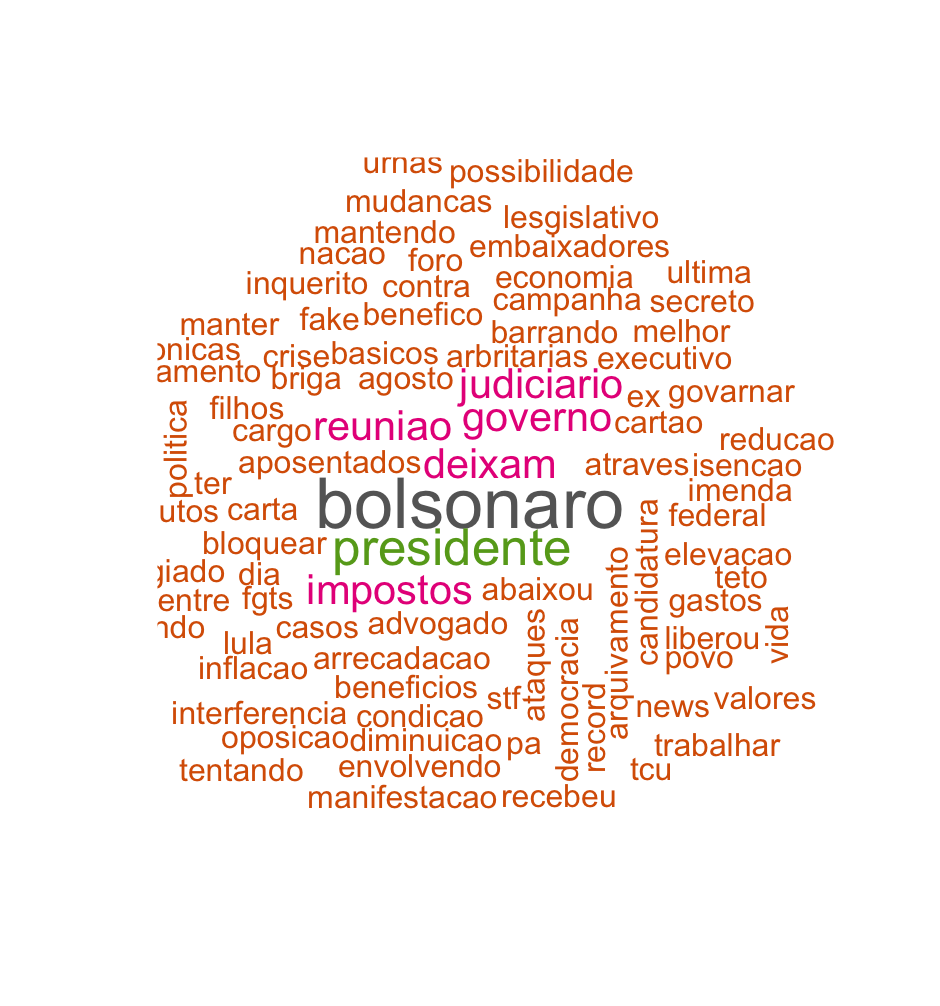 urnas possibilidade
mudancas lesgislativo
mantendo embaixadores
nacao foro economia ultima
inquerito contra campanha secreto
manter fake benefico barrando melhor
onicas crise basicos arbritarias executivo
amento briga agosto judiciario ex govarnar
politica filhos cargo reuniao governo cartao reducao
aposentados deixam atraves isencao
ter bolsonaro imenda
utos carta candidatura federal
bloquear presidente elevacao
giado dia arquivamento teto
entre fgts impostos abaixou gastos
ndo lula casos advogado ataques democracia liberou vida
inflacao arrecadacao povo
beneficios stf record
interferencia condicao news valores
oposicao diminuicao pa trabalhar
tentando envolvendo tcu
manifestacao recebeu